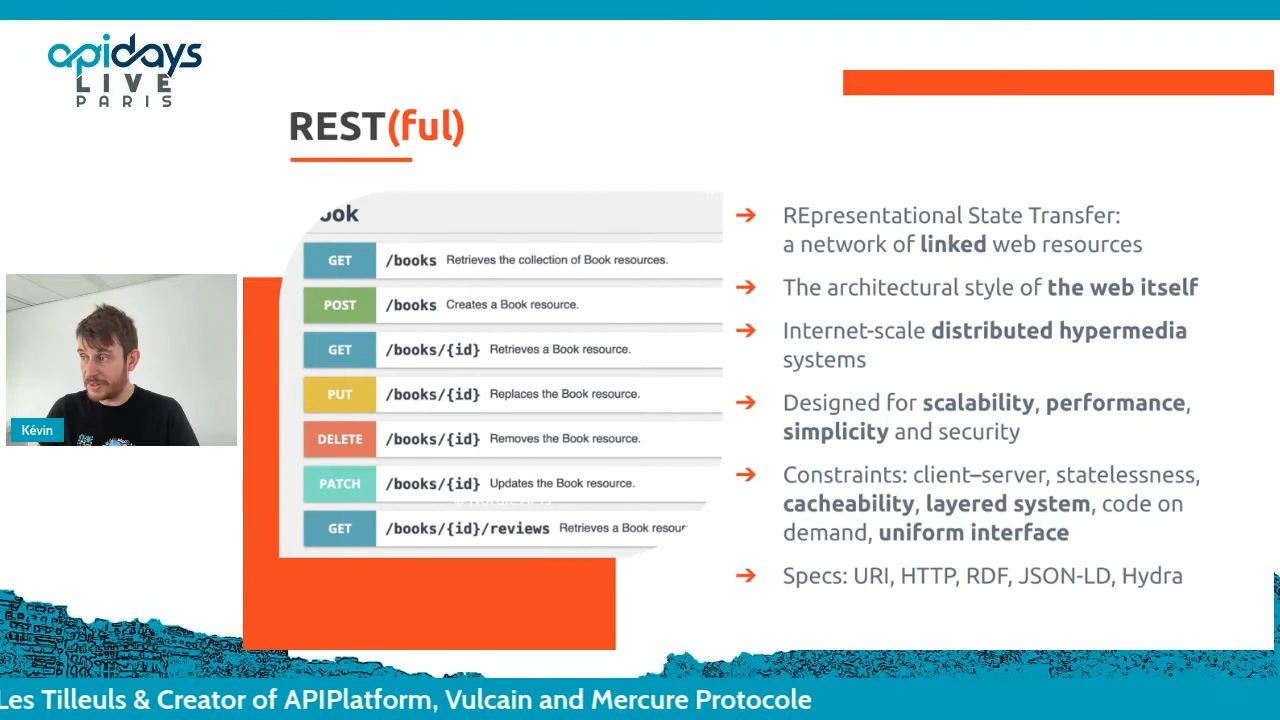 apidays
LIVE
PARIS
REST(ful)
ook
GET /books Retrieves the collection of Book resources.
POST /books Creates a Book resource.
GET /books/{id} Retrieves a Book resource.
PUT /books/{id} Replaces the Book resource.
DELETE /books/{id} Removes the Book resource.
PATCH /books/{id} Updates the Book resource.
GET /books/{id}/reviews Retrieves a Book resour
➔ REpresentational State Transfer:
a network of linked web resources
➔ The architectural style of the web itself
➔ Internet-scale distributed hypermedia
systems
➔ Designed for scalability, performance,
simplicity and security
➔ Constraints: client–server, statelessness,
cacheability, layered system, code on
demand, uniform interface
➔ Specs: URI, HTTP, RDF, JSON-LD, Hydra
Kévin
Les Tilleuls & Creator of APIPlatform, Vulcain and Mercure Protocole